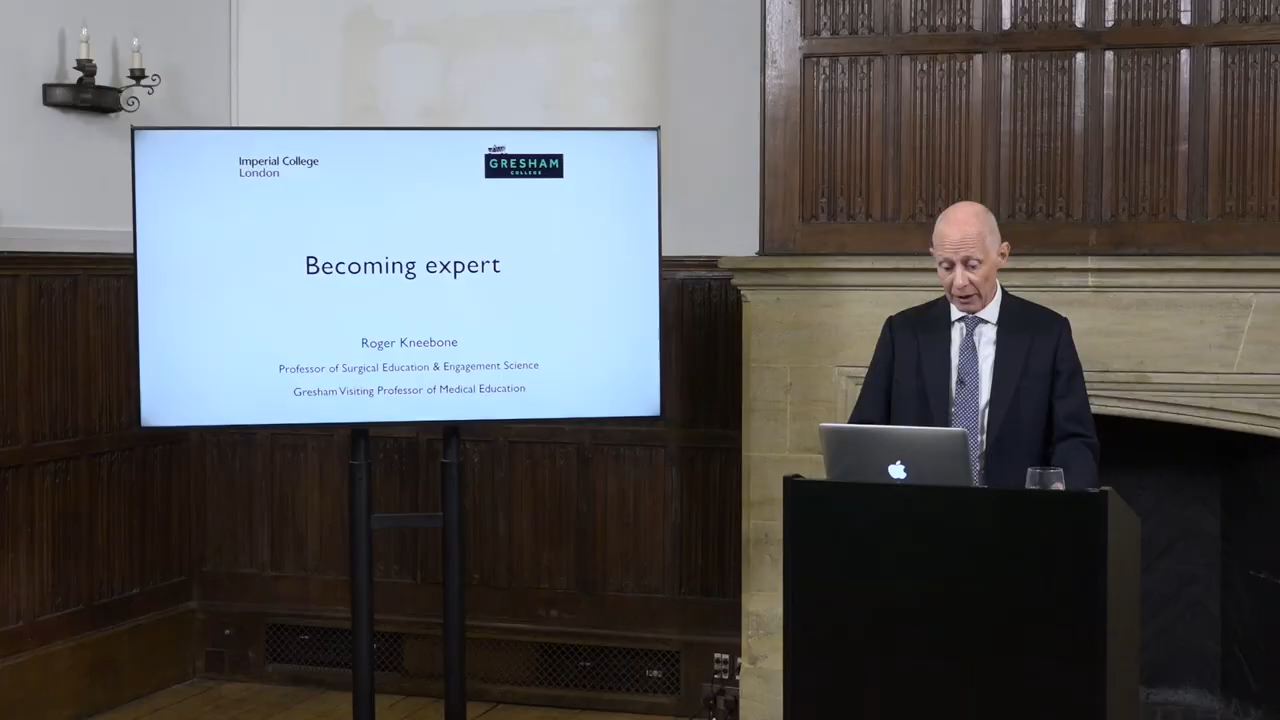 Imperial College
London
GRESHAM
COLLEGE
Becoming expert
Roger Kneebone
Professor of Surgical Education & Engagement Science
Gresham Visiting Professor of Medical Education